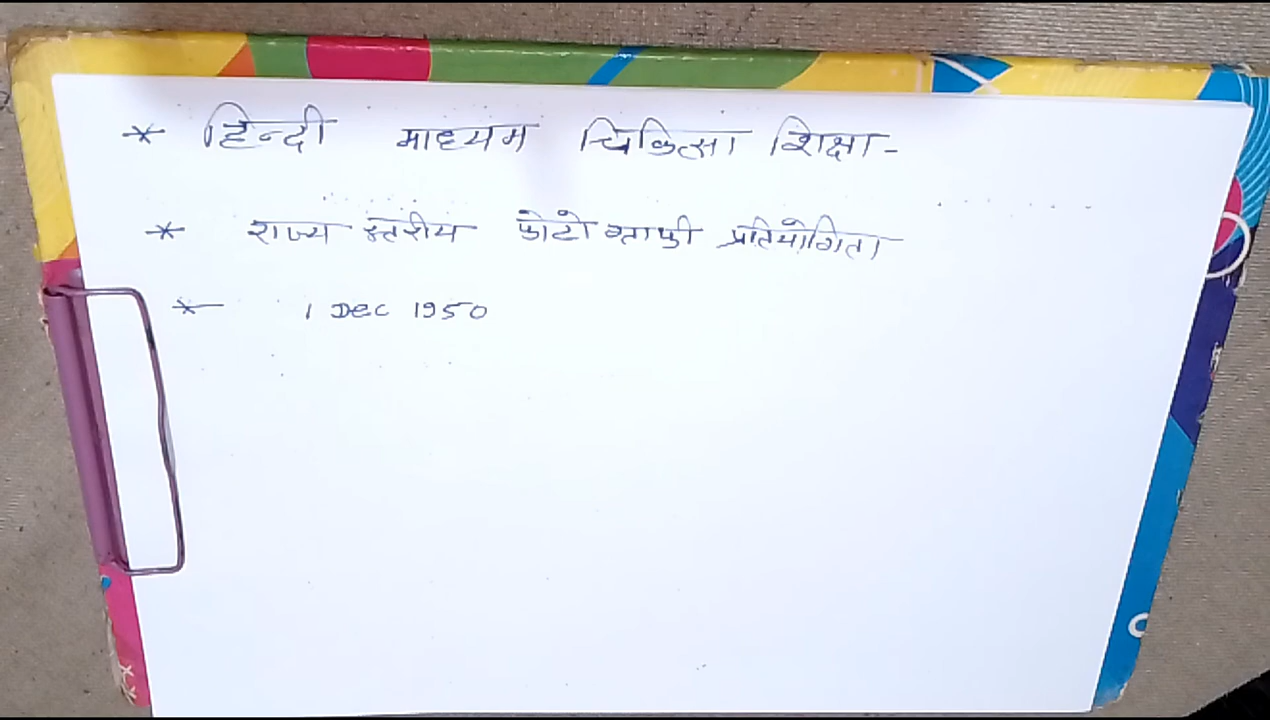 * हिन्दी माध्यम चिकित्सा शिक्षा -
* राज्य स्तरीय फोटो ग्राफी प्रतियोगिता
* 1 Dec 1950